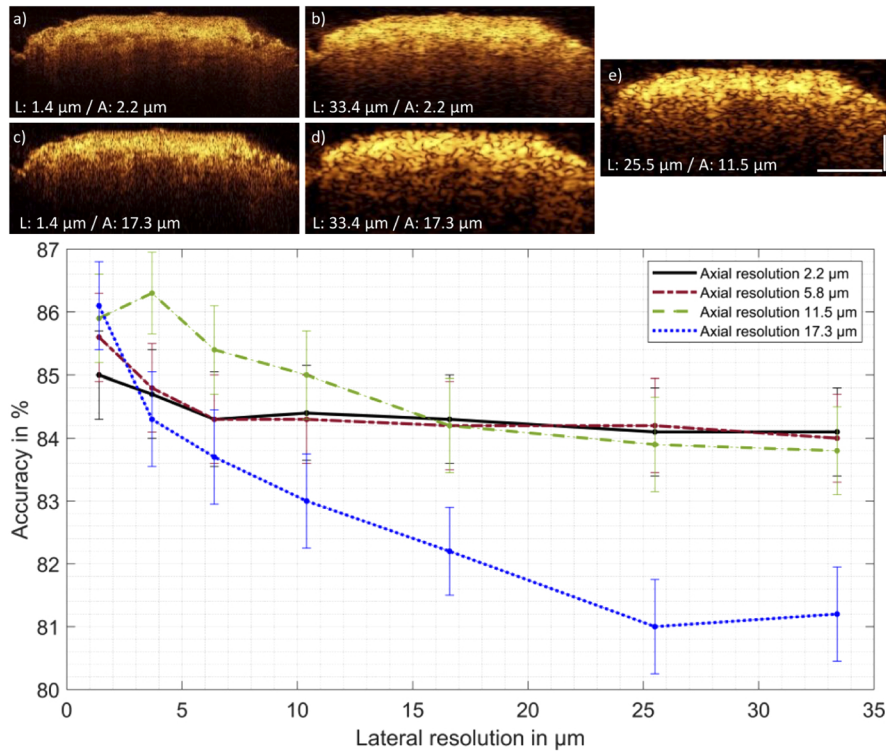 a)
L: 1.4 µm / A: 2.2 µm
b)
L: 33.4 µm / A: 2.2 µm
c)
L: 1.4 µm / A: 17.3 µm
d)
L: 33.4 µm / A: 17.3 µm
e)
L: 25.5 µm / A: 11.5 µm
87
86
85
84
83
82
81
80
Accuracy in %
Axial resolution 2.2 µm
Axial resolution 5.8 µm
Axial resolution 11.5 µm
Axial resolution 17.3 µm
0 5 10 15 20 25 30 35
Lateral resolution in µm